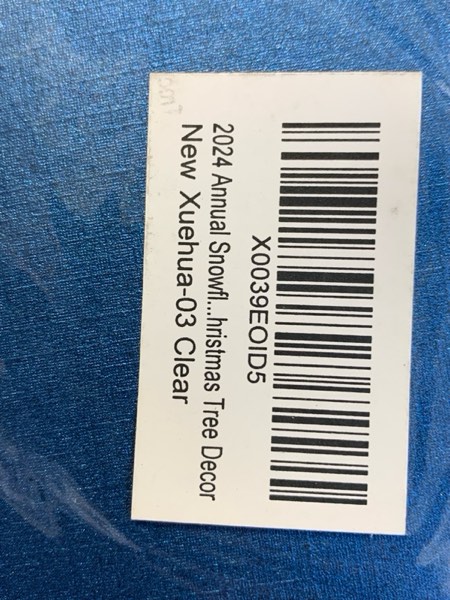 X0039EOID5
2024 Annual Snowfl...hristmas Tree Decor
New Xuehua-03 Clear